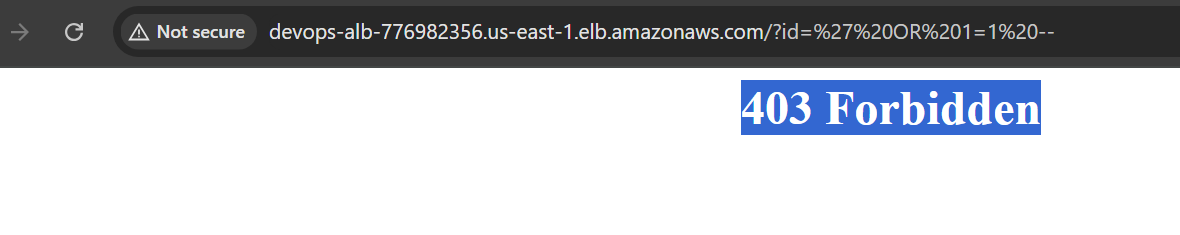 Not secure devops-alb-776982356.us-east-1.elb.amazonaws.com/?id=%27%20OR%201=1%20--
403 Forbidden